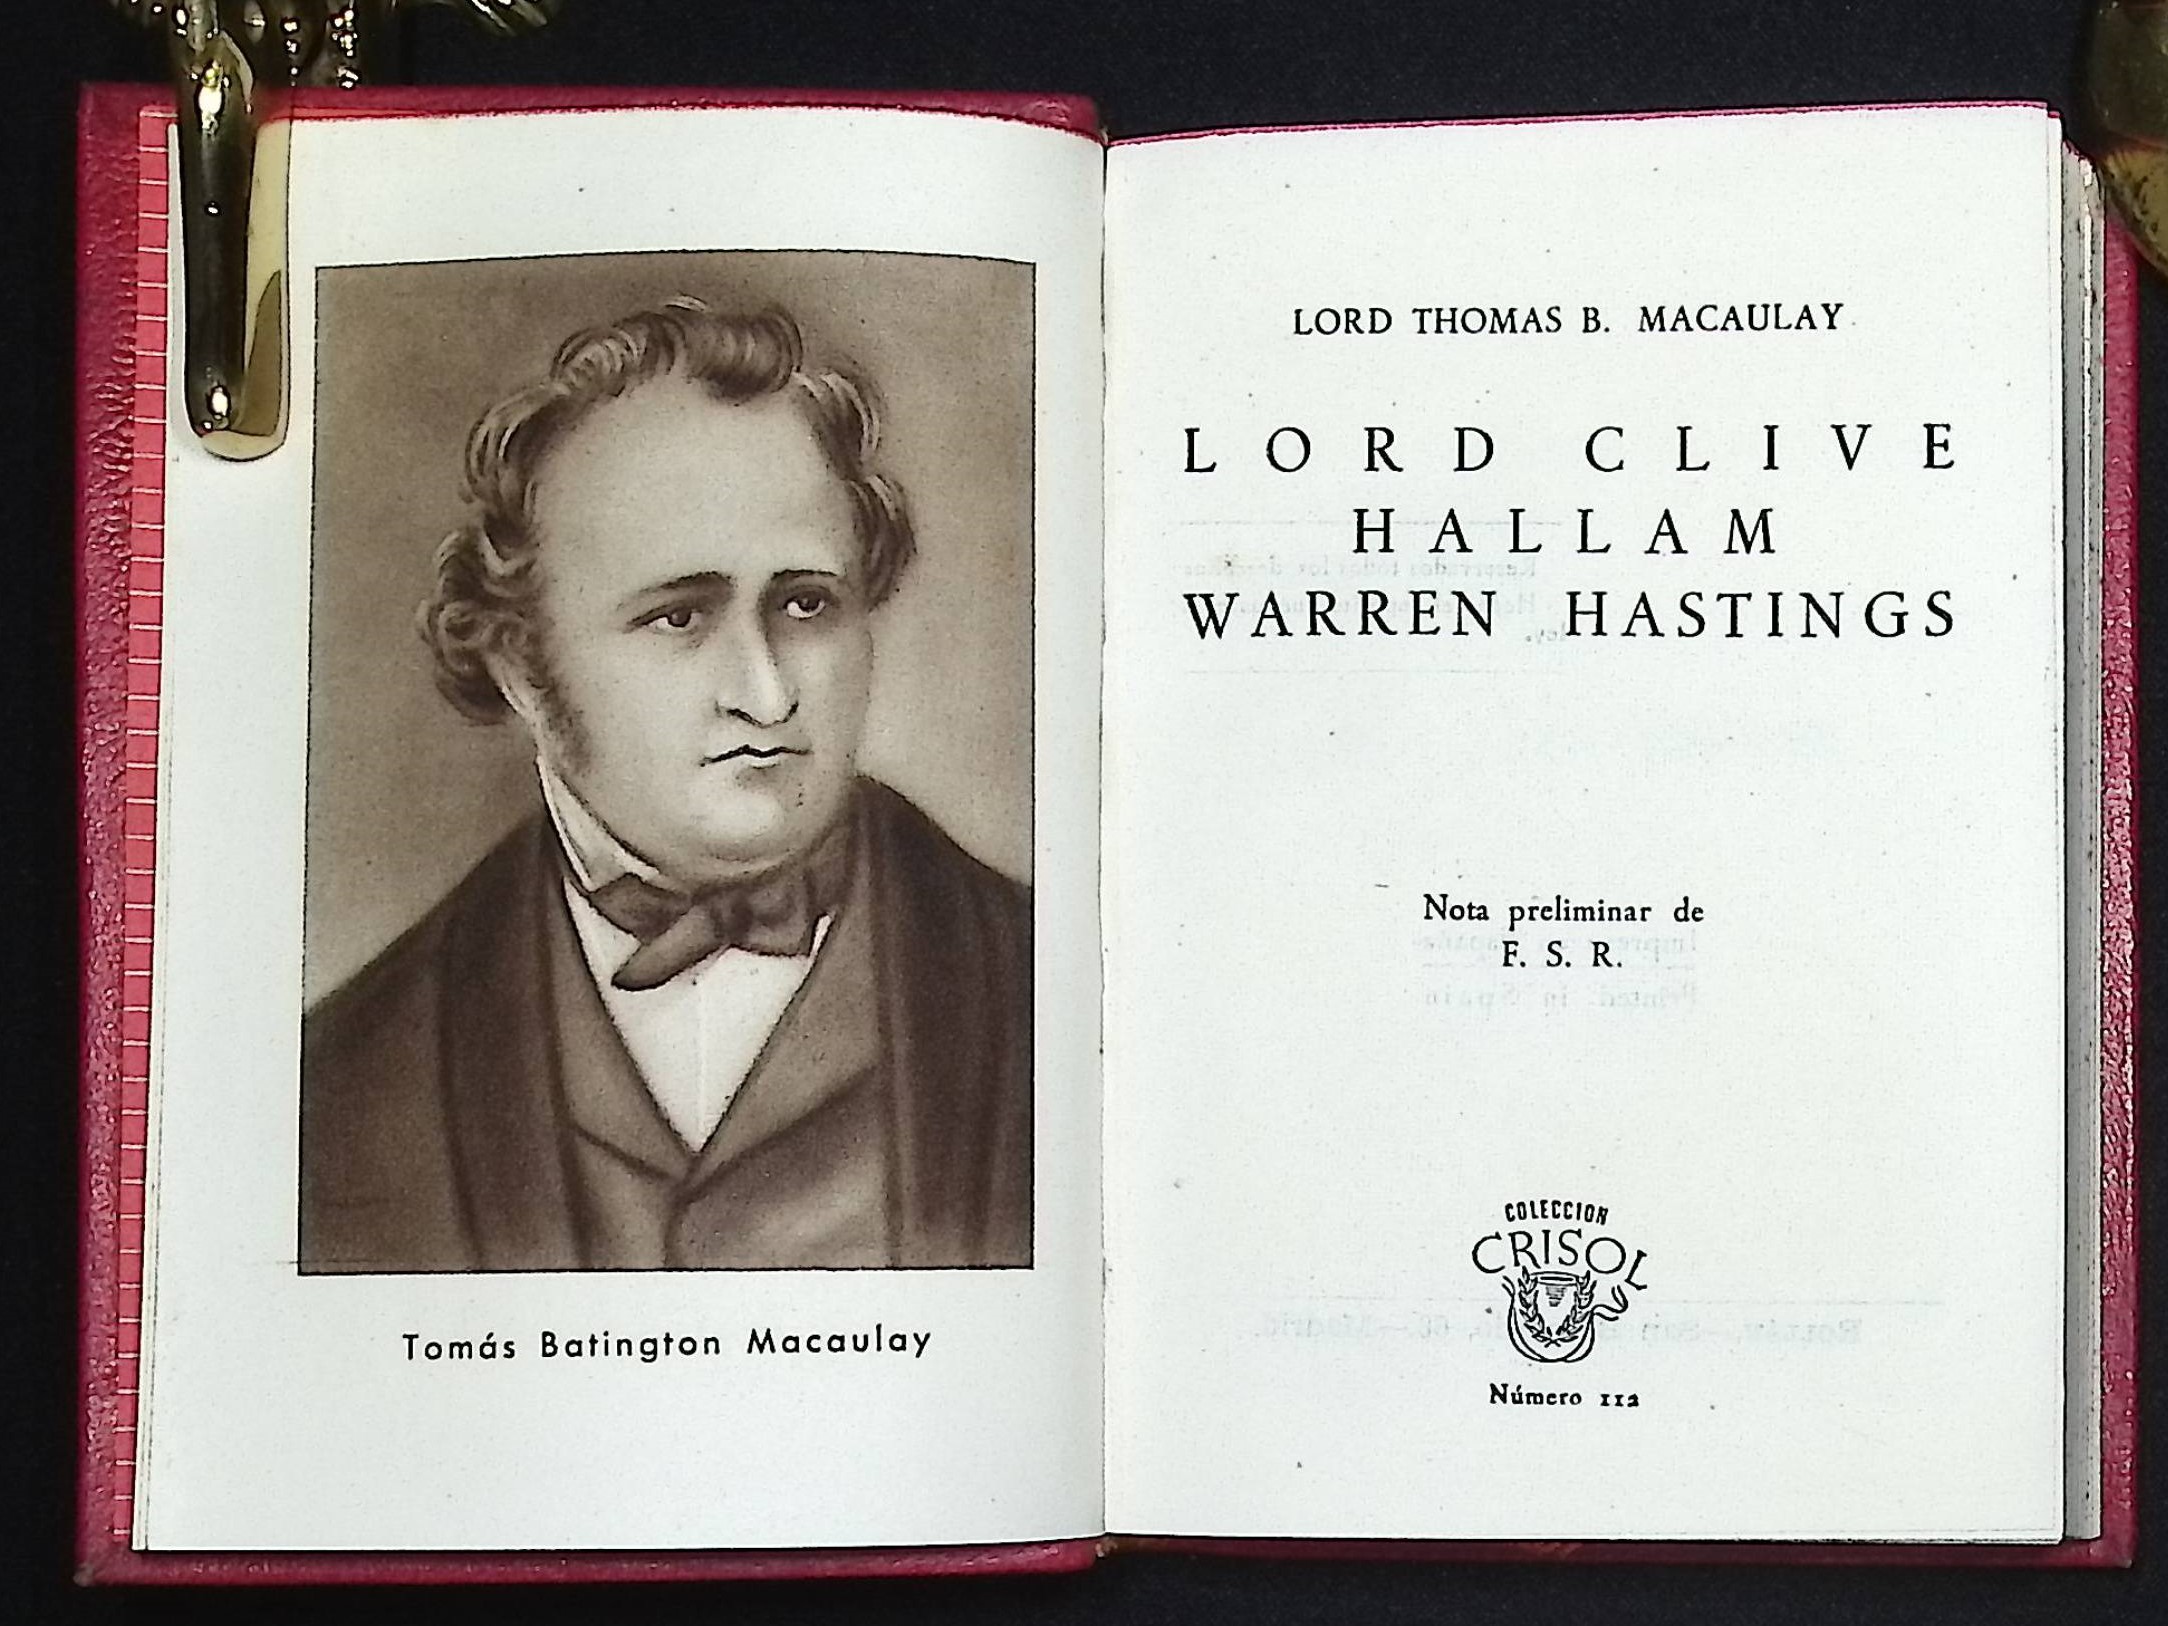 Tomás Batington Macaulay
LORD THOMAS B. MACAULAY
LORD CLIVE
HALLAM
WARREN HASTINGS
Nota preliminar de
F. S. R.
COLECCION
CRISOL
Número 112